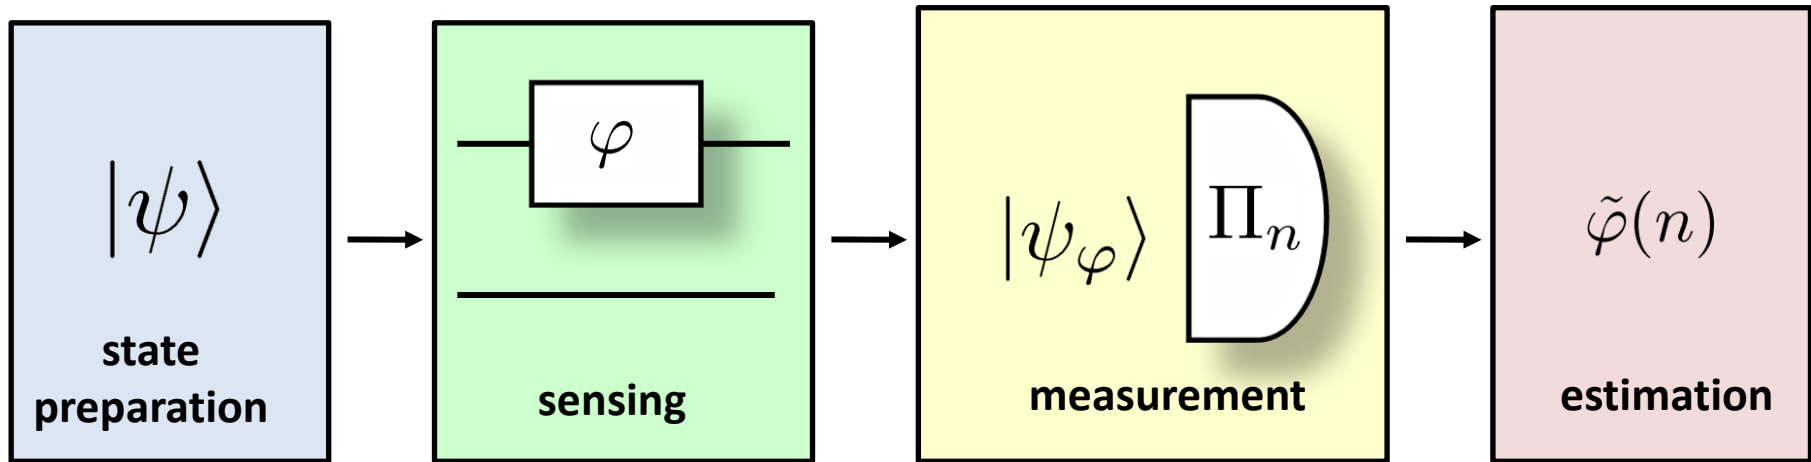 |ψ⟩
state
preparation
φ
sensing
|ψ_φ⟩ Π_n
measurement
φ̃(n)
estimation